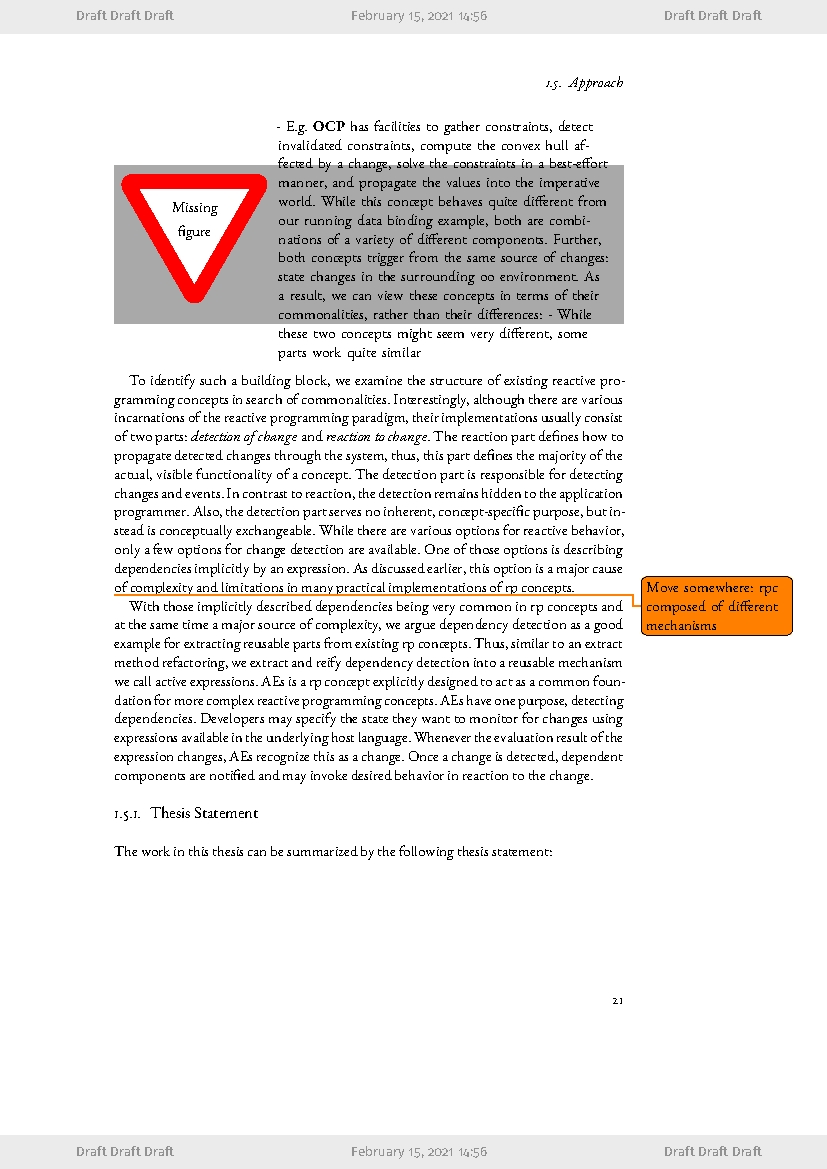 Draft Draft Draft February 15, 2021 14:56 Draft Draft Draft
1.5. Approach
Missing
figure
- E.g. OCP has facilities to gather constraints, detect
invalidated constraints, compute the convex hull af-
fected by a change, solve the constraints in a best-effort
manner, and propagate the values into the imperative
world. While this concept behaves quite different from
our running data binding example, both are combi-
nations of a variety of different components. Further,
both concepts trigger from the same source of changes:
state changes in the surrounding oo environment. As
a result, we can view these concepts in terms of their
commonalities, rather than their differences: - While
these two concepts might seem very different, some
parts work quite similar
To identify such a building block, we examine the structure of existing reactive pro-
gramming concepts in search of commonalities. Interestingly, although there are various
incarnations of the reactive programming paradigm, their implementations usually consist
of two parts: detection of change and reaction to change. The reaction part defines how to
propagate detected changes through the system, thus, this part defines the majority of the
actual, visible functionality of a concept. The detection part is responsible for detecting
changes and events. In contrast to reaction, the detection remains hidden to the application
programmer. Also, the detection part serves no inherent, concept-specific purpose, but in-
stead is conceptually exchangeable. While there are various options for reactive behavior,
only a few options for change detection are available. One of those options is describing
dependencies implicitly by an expression. As discussed earlier, this option is a major cause
of complexity and limitations in many practical implementations of rp concepts.
Move somewhere: rpc
composed of different
mechanisms
With those implicitly described dependencies being very common in rp concepts and
at the same time a major source of complexity, we argue dependency detection as a good
example for extracting reusable parts from existing rp concepts. Thus, similar to an extract
method refactoring, we extract and reify dependency detection into a reusable mechanism
we call active expressions. AEs is a rp concept explicitly designed to act as a common foun-
dation for more complex reactive programming concepts. AEs have one purpose, detecting
dependencies. Developers may specify the state they want to monitor for changes using
expressions available in the underlying host language. Whenever the evaluation result of the
expression changes, AEs recognize this as a change. Once a change is detected, dependent
components are notified and may invoke desired behavior in reaction to the change.
1.5.1. Thesis Statement
The work in this thesis can be summarized by the following thesis statement:
21
Draft Draft Draft February 15, 2021 14:56 Draft Draft Draft